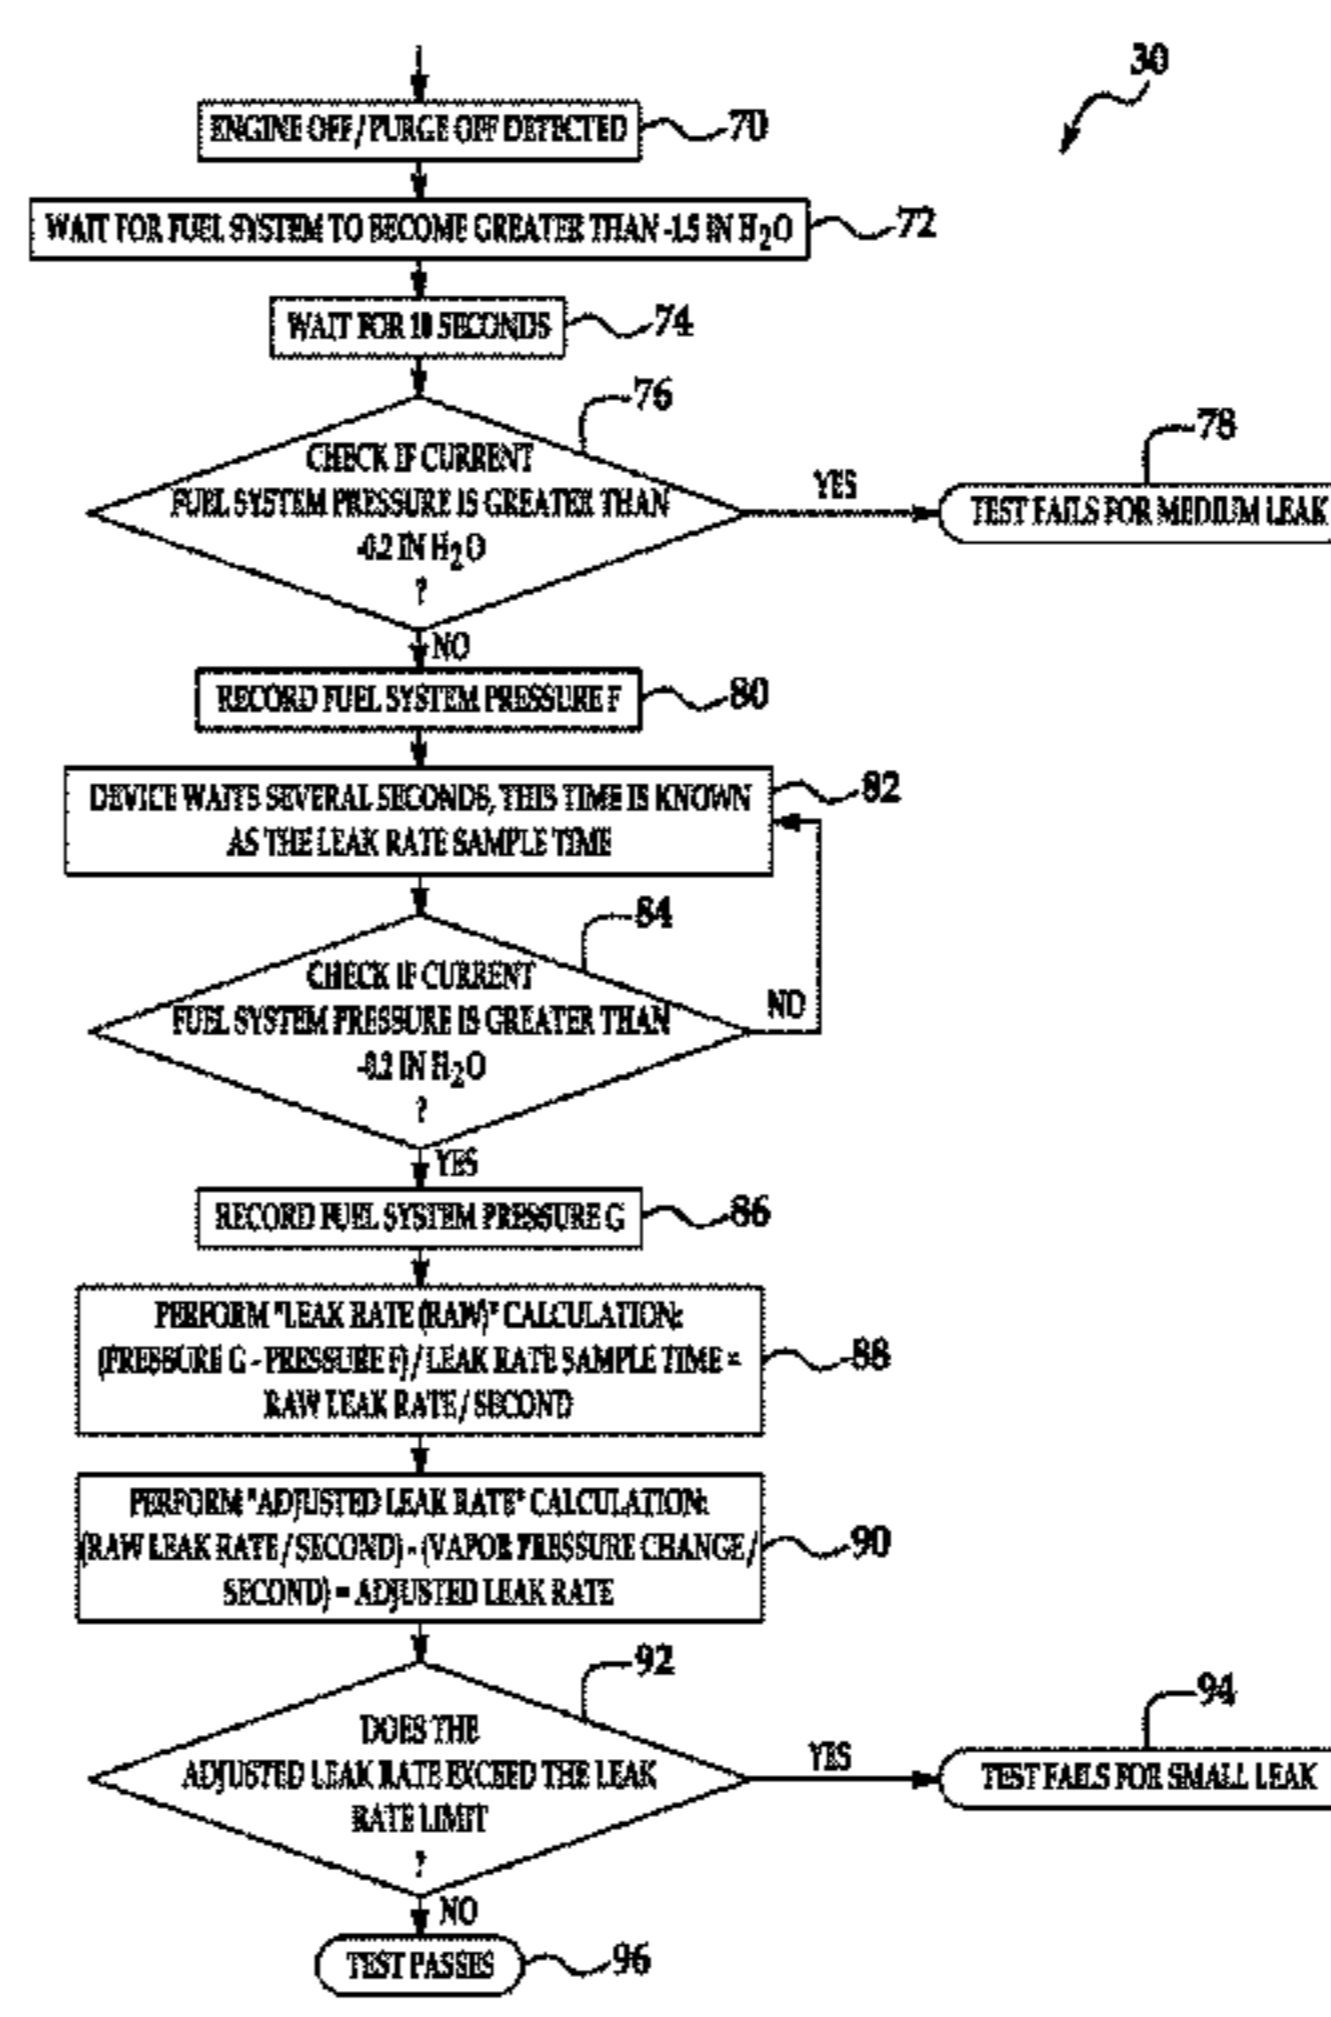 30
ENGINE OFF/PURGE OFF DETECTED
70
WAIT FOR FUEL SYSTEM TO BECOME GREATER THAN -1.5 IN H2O
72
WAIT FOR 10 SECONDS
74
76
CHECK IF CURRENT
FUEL SYSTEM PRESSURE IS GREATER THAN
-0.2 IN H2O
?
YES
78
TEST FAILS FOR MEDIUM LEAK
NO
RECORD FUEL SYSTEM PRESSURE F
80
DEVICE WAITS SEVERAL SECONDS, THIS TIME IS KNOWN
AS THE LEAK RATE SAMPLE TIME
82
84
CHECK IF CURRENT
FUEL SYSTEM PRESSURE IS GREATER THAN
-0.2 IN H2O
?
NO
YES
RECORD FUEL SYSTEM PRESSURE G
86
PERFORM "LEAK RATE (RAW)" CALCULATION:
(PRESSURE G - PRESSURE F)/LEAK RATE SAMPLE TIME =
RAW LEAK RATE/SECOND
88
PERFORM "ADJUSTED LEAK RATE" CALCULATION:
(RAW LEAK RATE/SECOND) - (VAPOR PRESSURE CHANGE/
SECOND) = ADJUSTED LEAK RATE
90
92
DOES THE
ADJUSTED LEAK RATE EXCEED THE LEAK
RATE LIMIT
?
YES
94
TEST FAILS FOR SMALL LEAK
NO
TEST PASSES
96